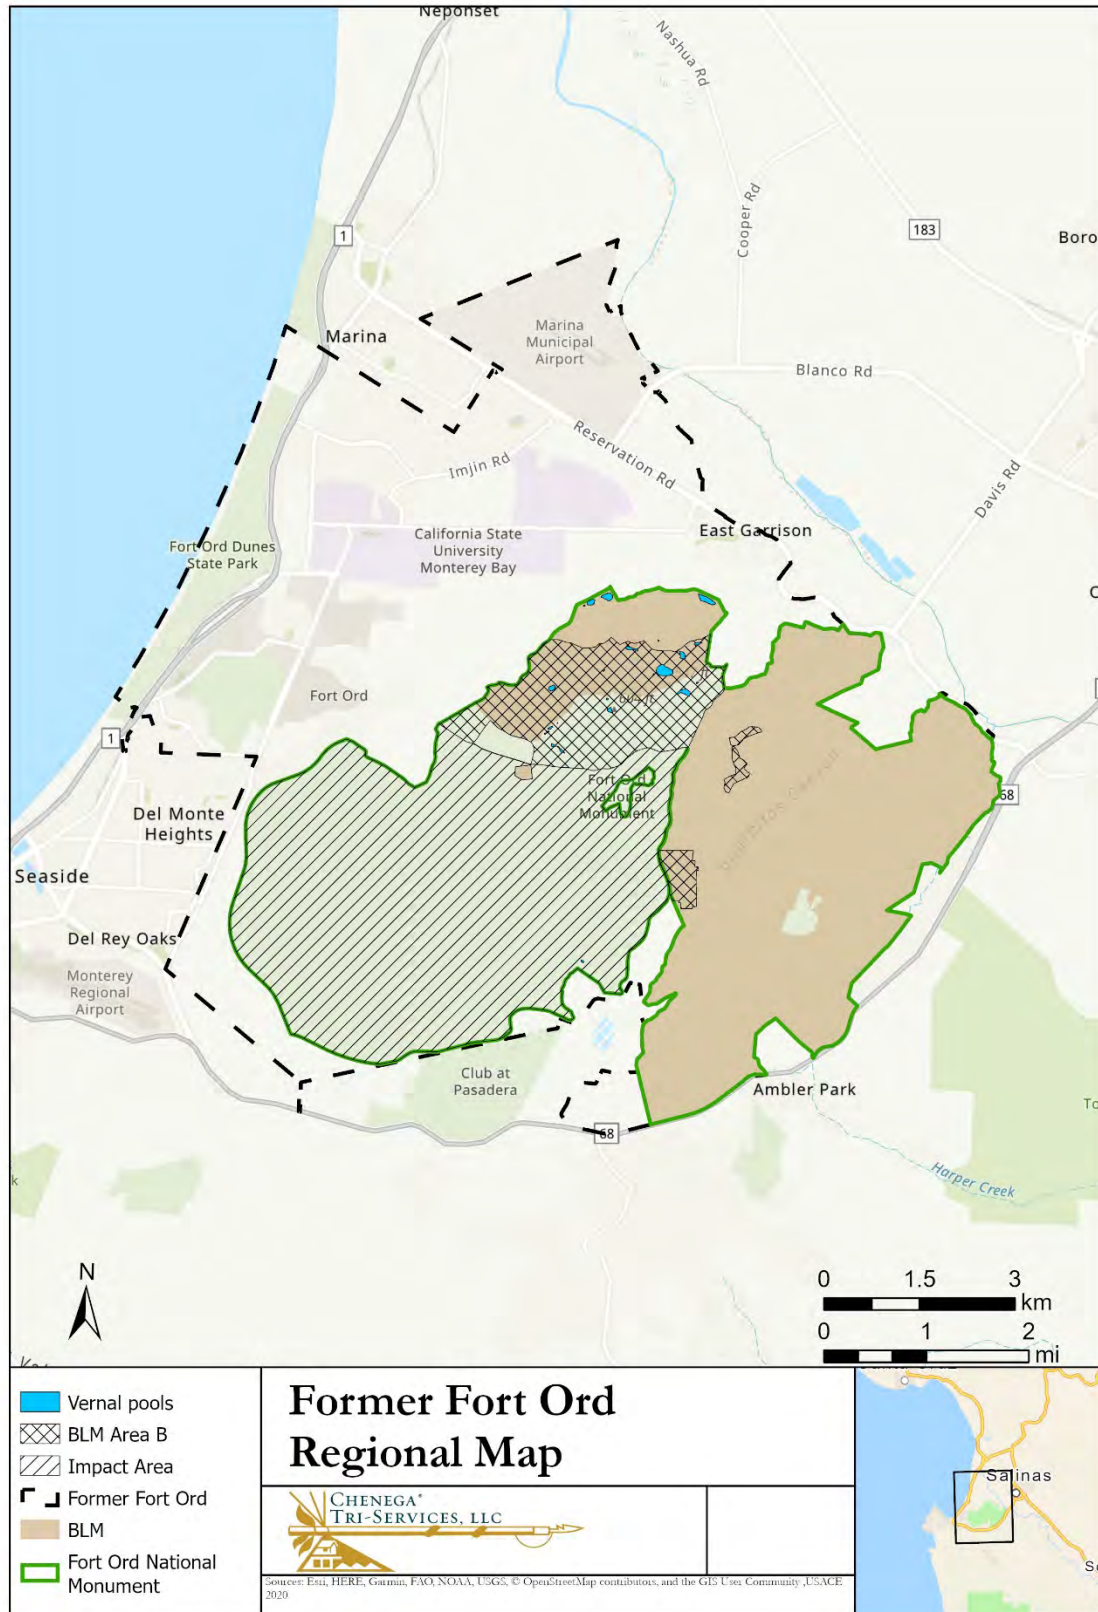 Neponset
Nashua Rd
Cooper Rd
183
Boro
1
Marina
Marina
Municipal
Airport
Blanco Rd
Reservation Rd
Imjin Rd
Davis Rd
California State
University
Monterey Bay
East Garrison
Fort Ord Dunes
State Park
Fort Ord
604 ft
ft
1
Fort Ord
National
Monument
68
Del Monte
Heights
Seaside
Del Rey Oaks
Monterey
Regional
Airport
Club at
Pasadera
Ambler Park
To
68
Harper Creek
k
N
0 1.5 3
km
0 1 2
mi
Vernal pools
BLM Area B
Impact Area
Former Fort Ord
BLM
Fort Ord National
Monument
Former Fort Ord
Regional Map
CHENEGA®
TRI-SERVICES, LLC
Sources: Esri, HERE, Garmin, FAO, NOAA, USGS, © OpenStreetMap contributors, and the GIS User Community ,USACE
2020
Salinas
So